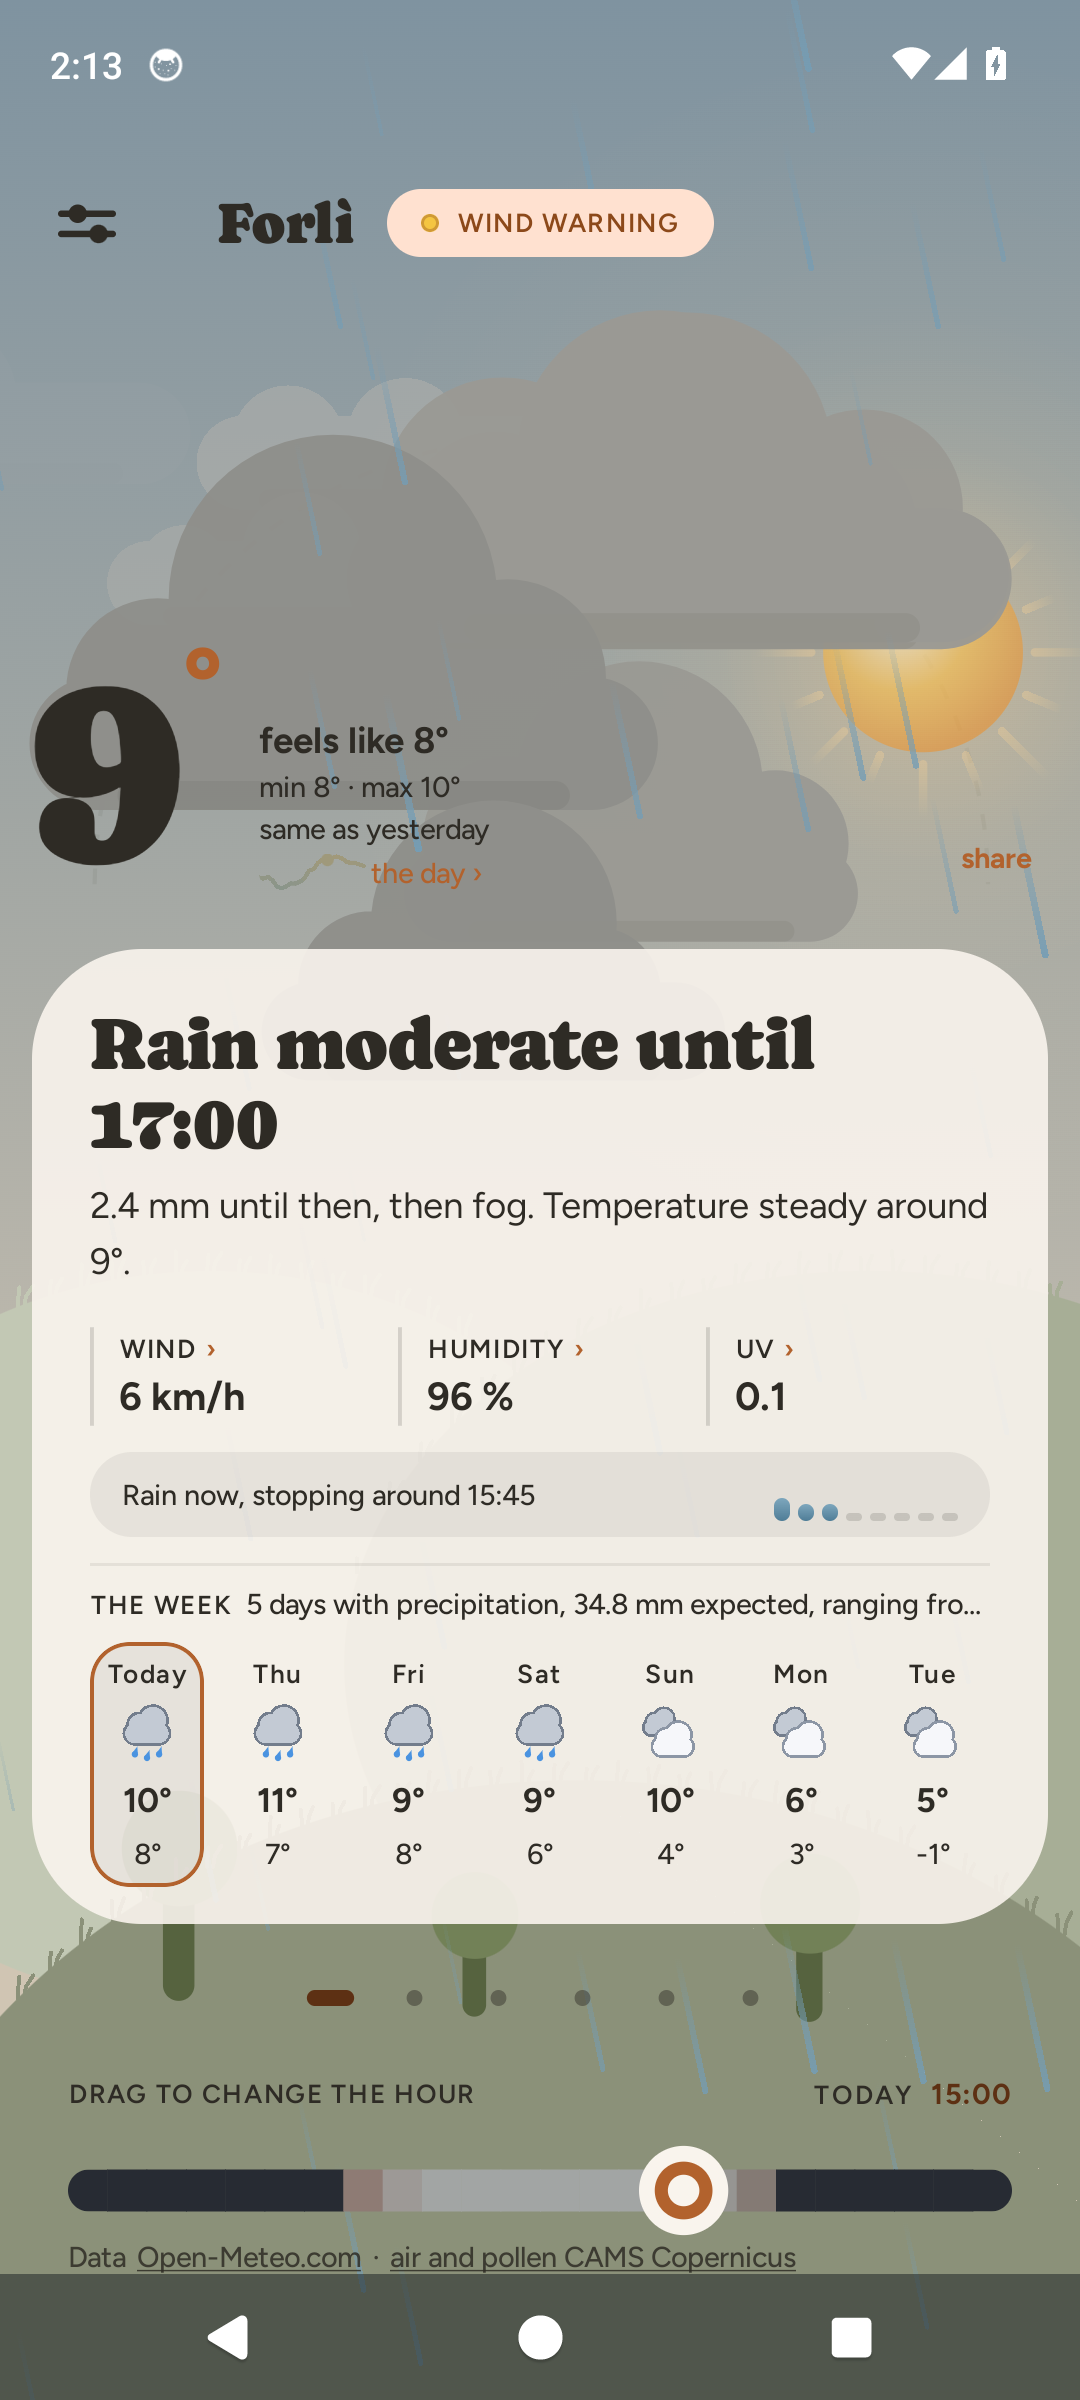 2:13
Forlì
WIND WARNING
9°
feels like 8°
min 8° · max 10°
same as yesterday
the day ›
share
Rain moderate until
17:00
2.4 mm until then, then fog. Temperature steady around
9°.
WIND › HUMIDITY › UV ›
6 km/h 96 % 0.1
Rain now, stopping around 15:45
THE WEEK 5 days with precipitation, 34.8 mm expected, ranging fro...
Today Thu Fri Sat Sun Mon Tue
10° 11° 9° 9° 10° 6° 5°
8° 7° 8° 6° 4° 3° -1°
DRAG TO CHANGE THE HOUR TODAY 15:00
Data Open-Meteo.com · air and pollen CAMS Copernicus